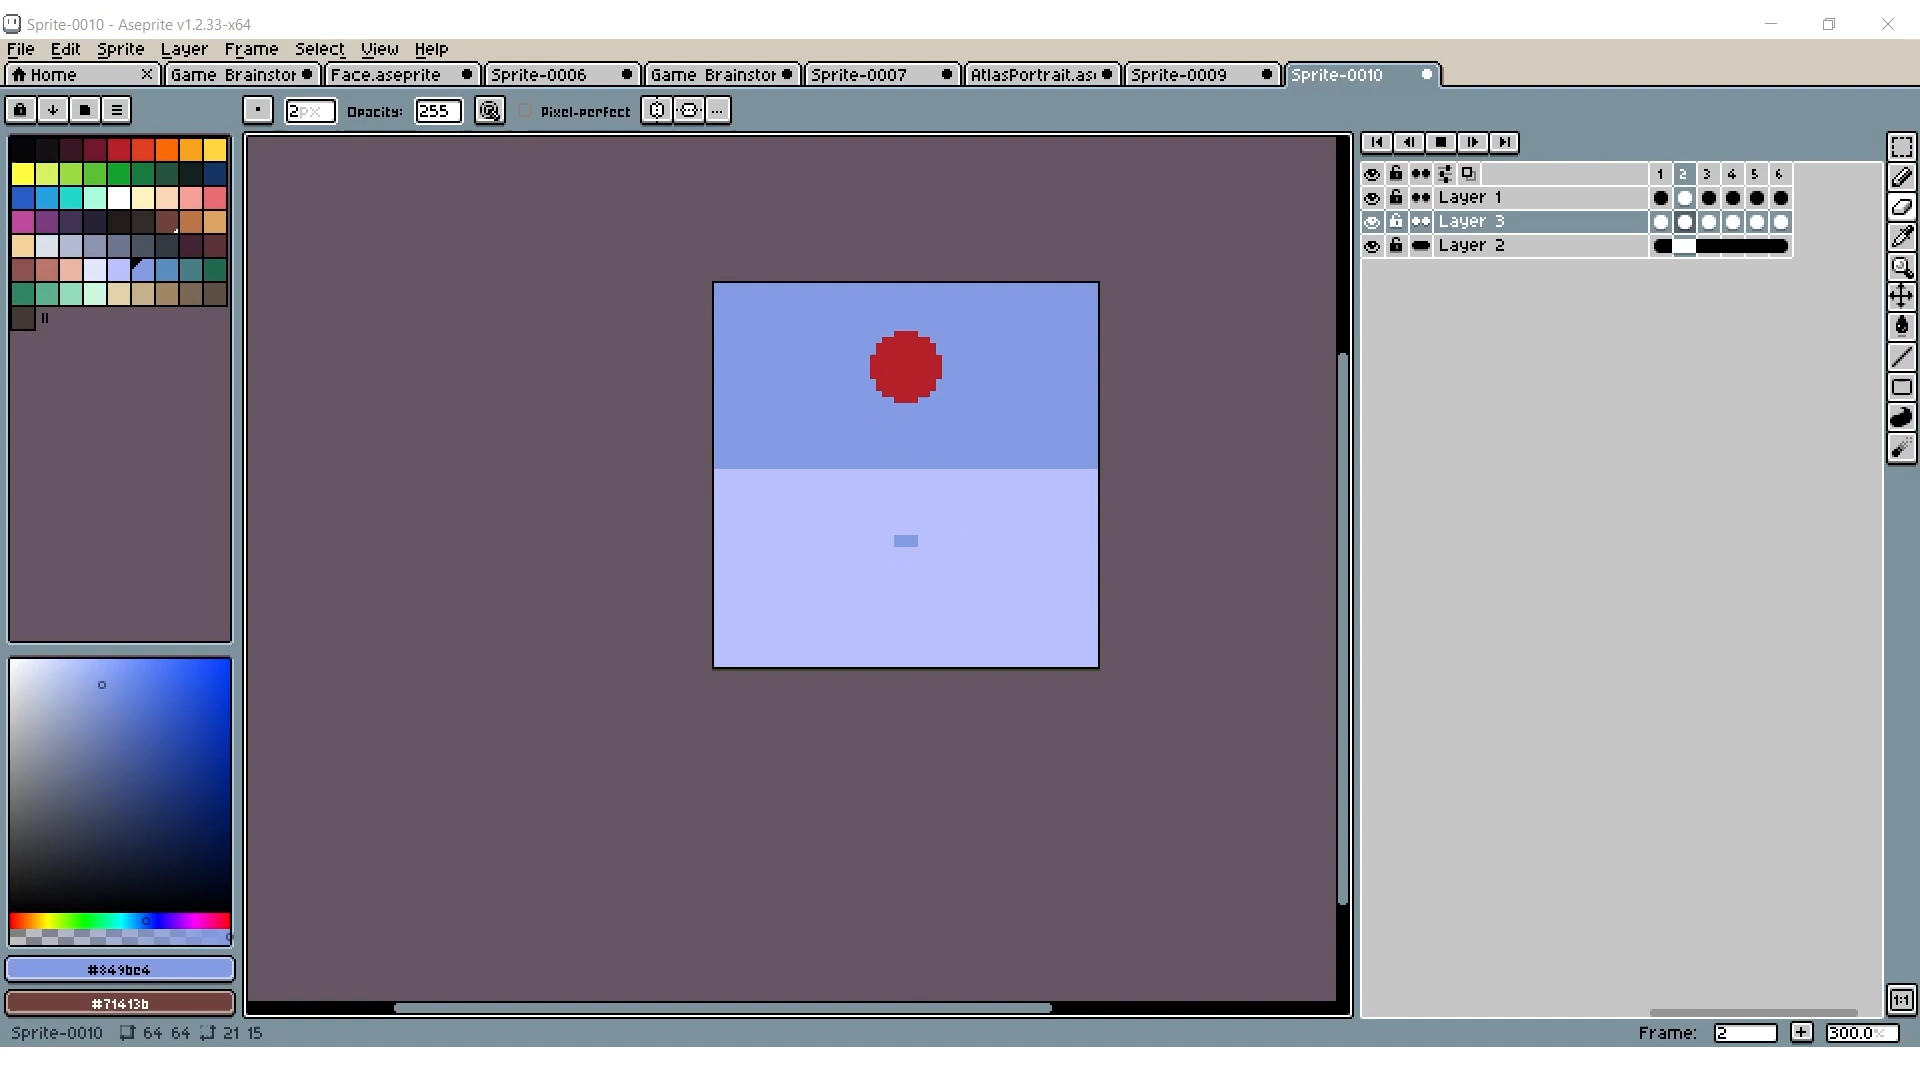 Sprite-0010 - Aseprite v1.2.33-x64
File Edit Sprite Layer Frame Select View Help
Home Game Brainstor Face.aseprite Sprite-0006 Game Brainstor Sprite-0007 AtlasPortrait.as Sprite-0009 Sprite-0010
2px Opacity: 255 Pixel-perfect
1 2 3 4 5 6
Layer 1
Layer 3
Layer 2
#849be4
#71413b
Sprite-0010 64 64 21 15
Frame: 2 + 300.0%
1:1